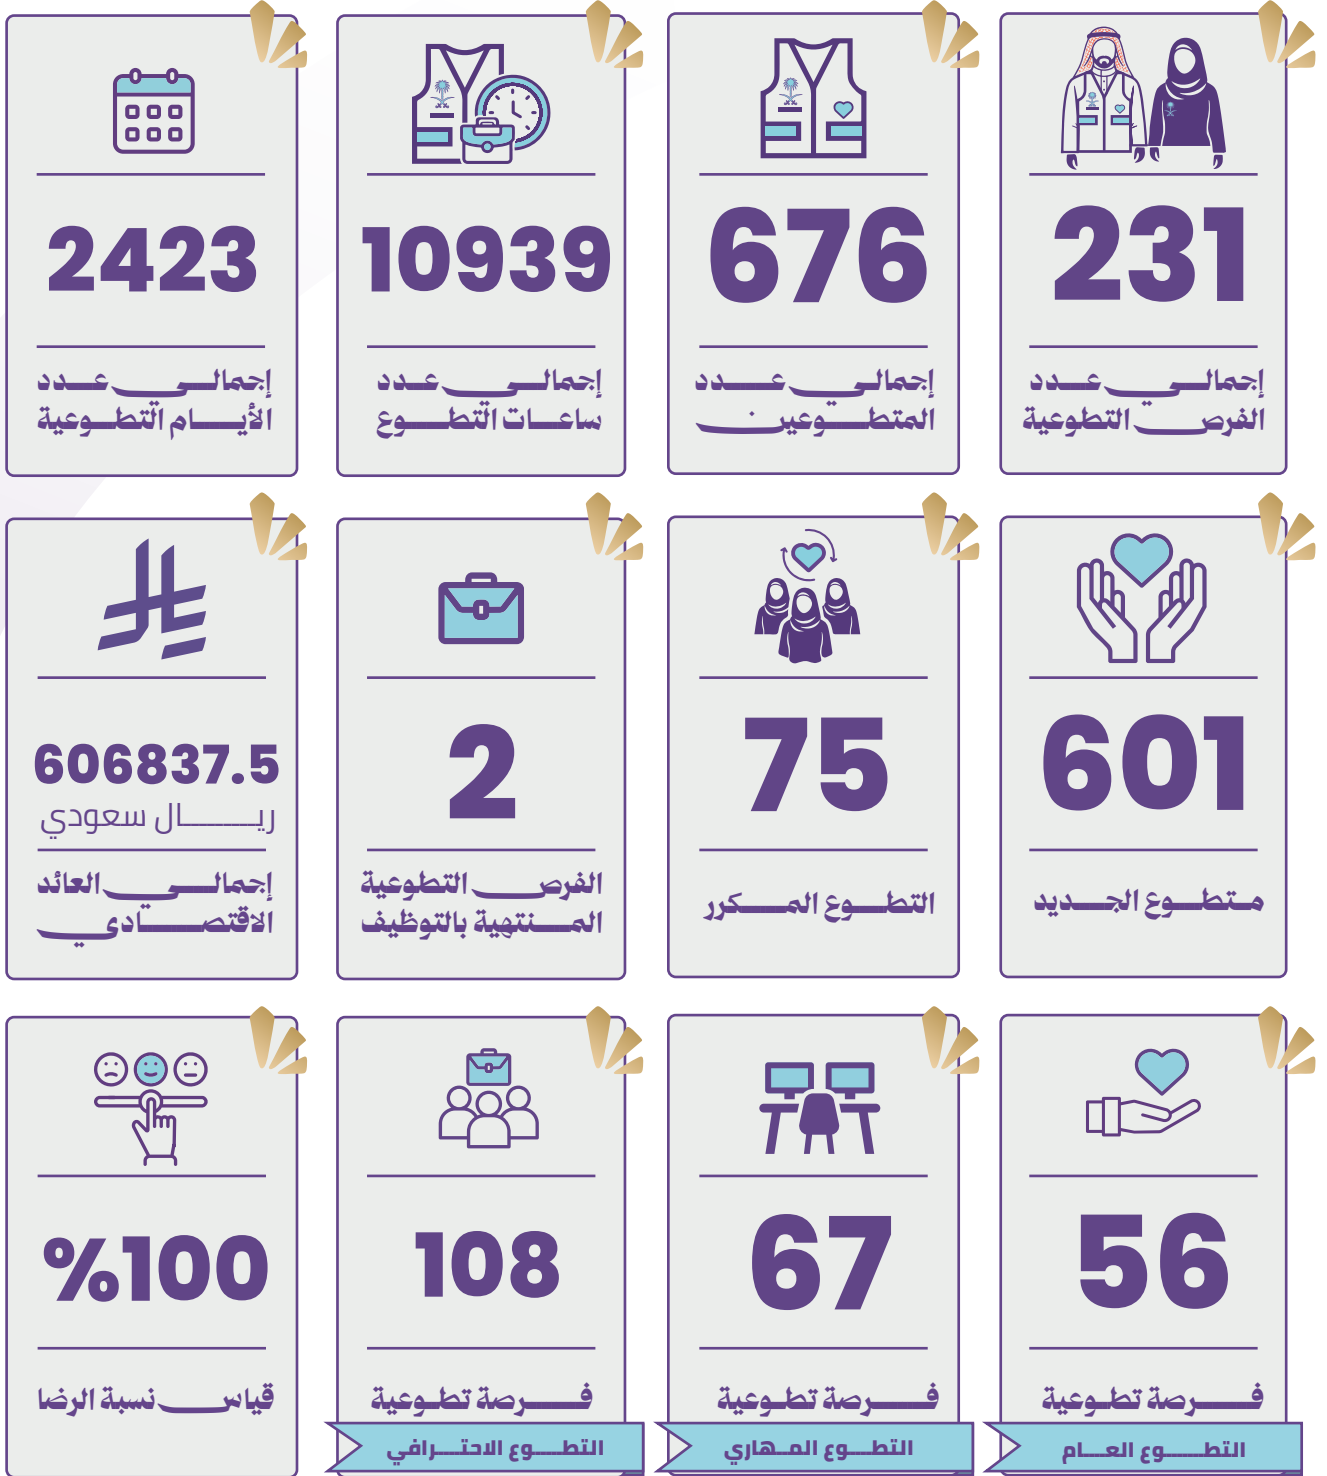 231
إجمالي عدد
الفرص التطوعية
676
إجمالي عدد
المتطوعين
10939
إجمالي عدد
ساعات التطوع
2423
إجمالي عدد
الأيام التطوعية
601
متطوع الجديد
75
التطوع المكرر
2
الفرص التطوعية
المنتهية بالتوظيف
606837.5
ريال سعودي
إجمالي العائد
الاقتصادي
56
فرصة تطوعية
التطوع العام
67
فرصة تطوعية
التطوع المهاري
108
فرصة تطوعية
التطوع الاحترافي
%100
قياس نسبة الرضا